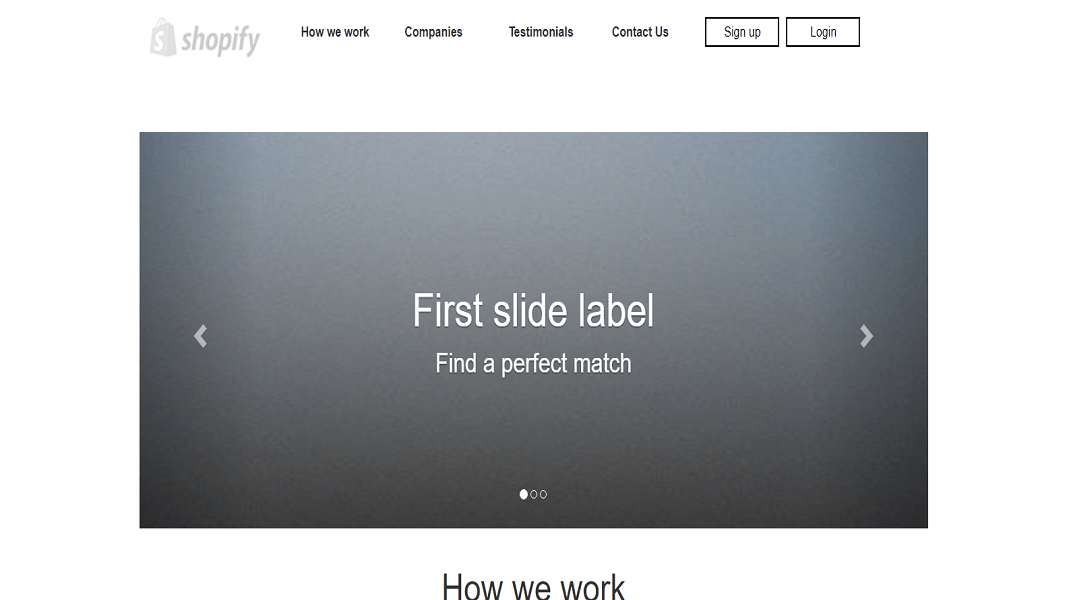 shopify
How we work
Companies
Testimonials
Contact Us
Sign up
Login
First slide label
Find a perfect match
How we work